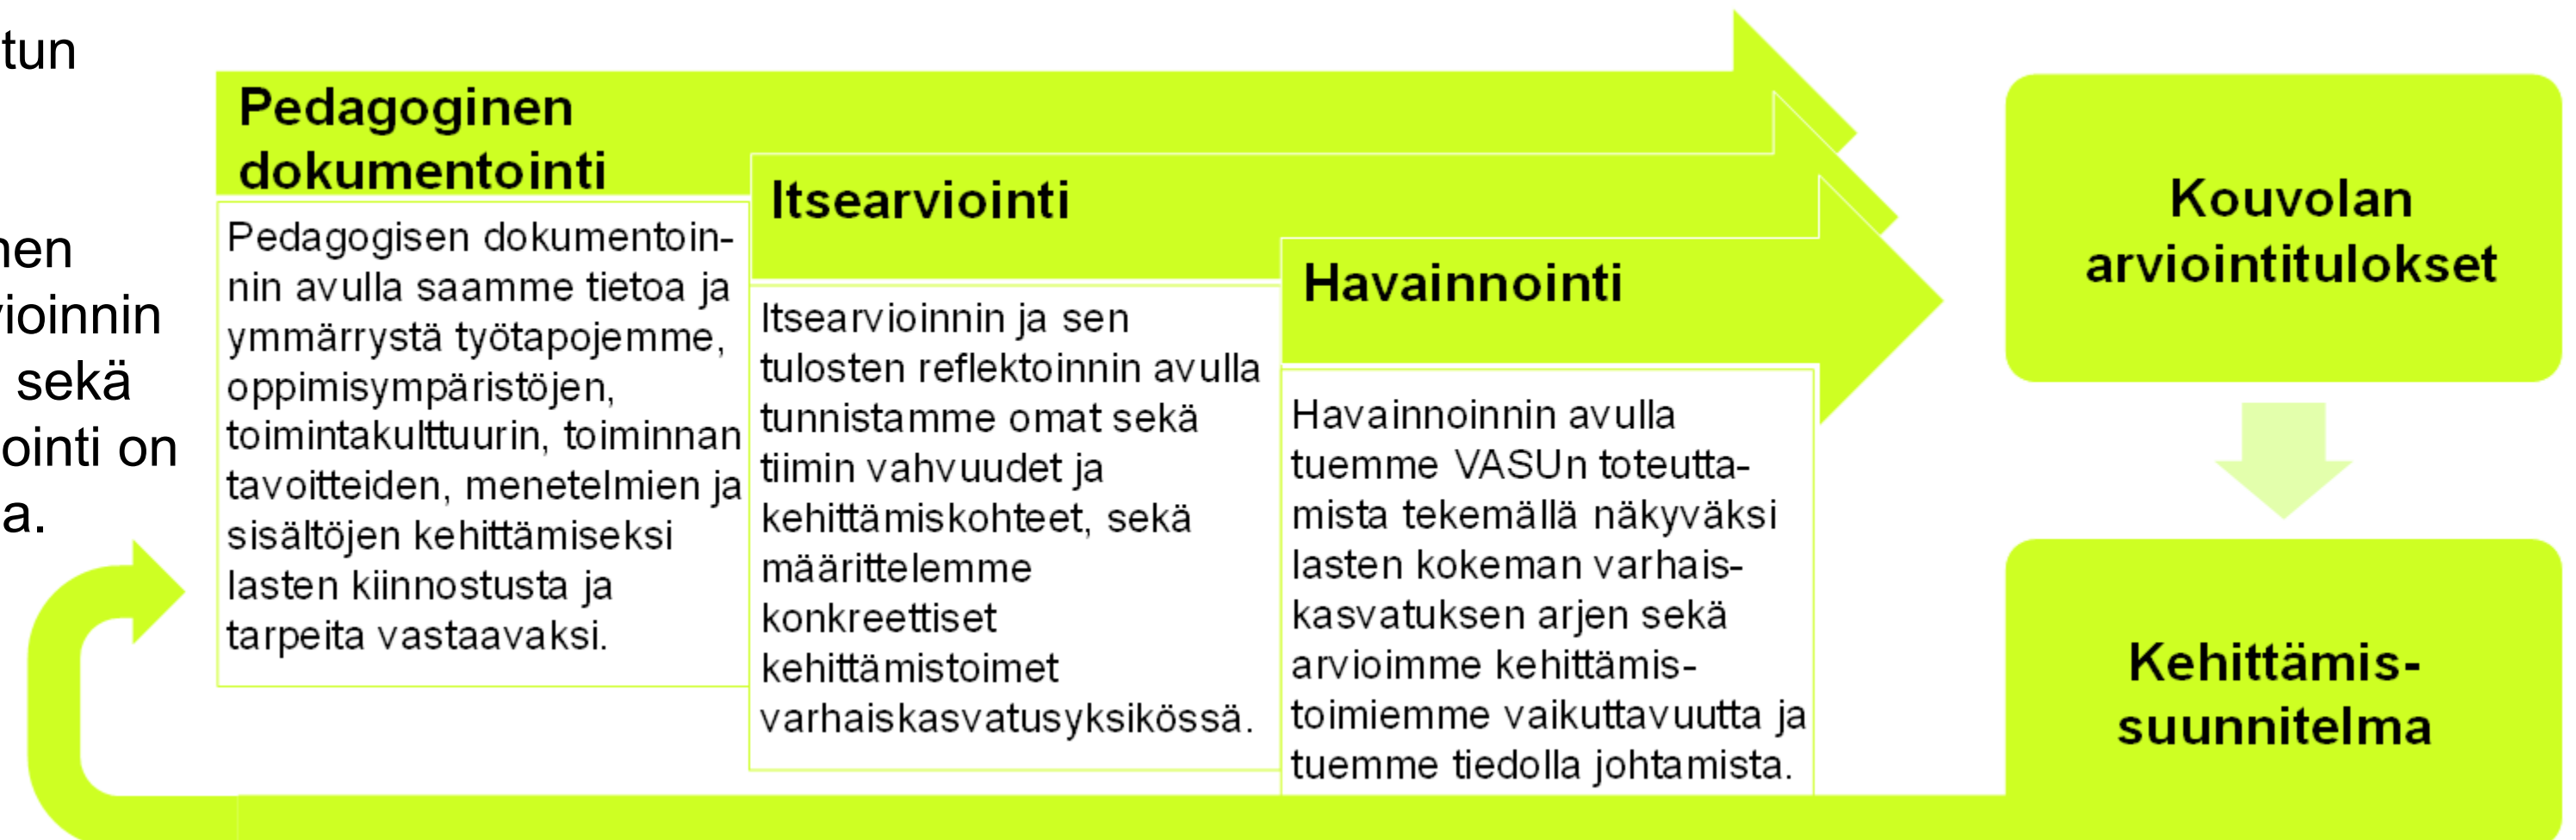 tun
vioinnin
sekä
ointi on
a.
Pedagoginen
dokumentointi
Pedagogisen dokumentoin-
nin avulla saamme tietoa ja
ymmärrystä työtapojemme,
oppimisympäristöjen,
toimintakulttuurin, toiminnan
tavoitteiden, menetelmien ja
sisältöjen kehittämiseksi
lasten kiinnostusta ja
tarpeita vastaavaksi.
Itsearviointi
Itsearvioinnin ja sen
tulosten reflektoinnin avulla
tunnistamme omat sekä
tiimin vahvuudet ja
kehittämiskohteet, sekä
määrittelemme
konkreettiset
kehittämistoimet
varhaiskasvatusyksikössä.
Havainnointi
Havainnoinnin avulla
tuemme VASUn toteutta-
mista tekemällä näkyväksi
lasten kokeman varhais-
kasvatuksen arjen sekä
arvioimme kehittämis-
toimiemme vaikuttavuutta ja
tuemme tiedolla johtamista.
Kouvolan
arviointitulokset
Kehittämis-
suunnitelma